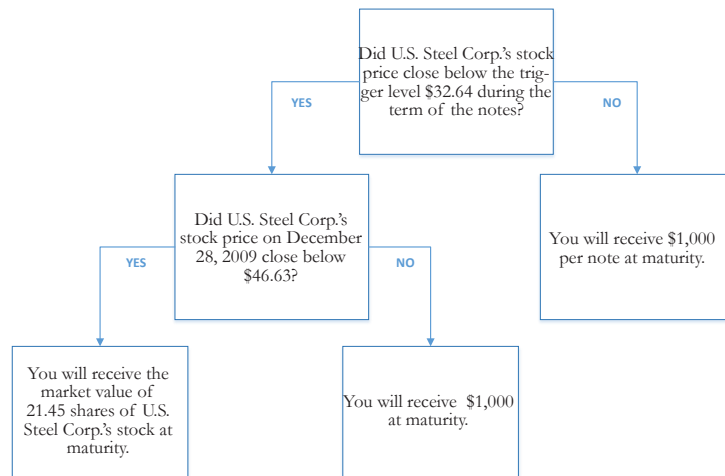 Did U.S. Steel Corp.'s stock
price close below the trig-
ger level $32.64 during the
term of the notes?
YES
NO
Did U.S. Steel Corp.'s
stock price on December
28, 2009 close below
$46.63?
You will receive $1,000
per note at maturity.
YES
NO
You will receive the
market value of
21.45 shares of U.S.
Steel Corp.'s stock at
maturity.
You will receive $1,000
at maturity.